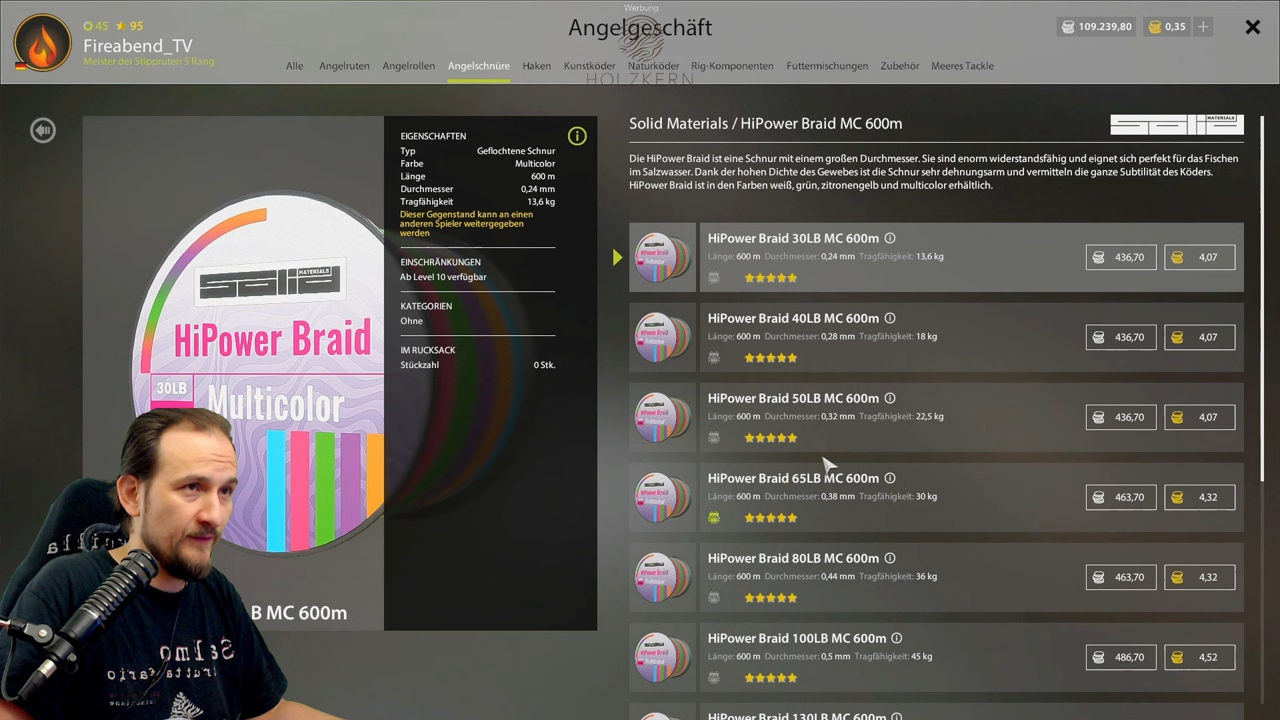 Werbung
Angelgeschäft
HOLZKERN
45 95
Fireabend_TV
Meister der Stippruten 5 Rang
109.239,80 0,35 +
Alle Angelruten Angelrollen Angelschnüre Haken Kunstköder Naturköder Rig-Komponenten Futtermischungen Zubehör Meeres Tackle
SOLID MATERIALS
HiPower Braid
30LB
Multicolor
B MC 600m
EIGENSCHAFTEN
Typ Geflochtene Schnur
Farbe Multicolor
Länge 600 m
Durchmesser 0,24 mm
Tragfähigkeit 13,6 kg
Dieser Gegenstand kann an einen
anderen Spieler weitergegeben
werden
EINSCHRÄNKUNGEN
Ab Level 10 verfügbar
KATEGORIEN
Ohne
IM RUCKSACK
Stückzahl 0 Stk.
Solid Materials / HiPower Braid MC 600m
MATERIALS
Die HiPower Braid ist eine Schnur mit einem großen Durchmesser. Sie sind enorm widerstandsfähig und eignet sich perfekt für das Fischen
im Salzwasser. Dank der hohen Dichte des Gewebes ist die Schnur sehr dehnungsarm und vermitteln die ganze Subtilität des Köders.
HiPower Braid ist in den Farben weiß, grün, zitronengelb und multicolor erhältlich.
HiPower Braid 30LB MC 600m
Länge: 600 m Durchmesser: 0,24 mm Tragfähigkeit: 13,6 kg
436,70 4,07
HiPower Braid 40LB MC 600m
Länge: 600 m Durchmesser: 0,28 mm Tragfähigkeit: 18 kg
436,70 4,07
HiPower Braid 50LB MC 600m
Länge: 600 m Durchmesser: 0,32 mm Tragfähigkeit: 22,5 kg
436,70 4,07
HiPower Braid 65LB MC 600m
Länge: 600 m Durchmesser: 0,38 mm Tragfähigkeit: 30 kg
463,70 4,32
HiPower Braid 80LB MC 600m
Länge: 600 m Durchmesser: 0,44 mm Tragfähigkeit: 36 kg
463,70 4,32
HiPower Braid 100LB MC 600m
Länge: 600 m Durchmesser: 0,5 mm Tragfähigkeit: 45 kg
486,70 4,52
HiPower Braid 130LB MC 600m
Salmo
trutta fario